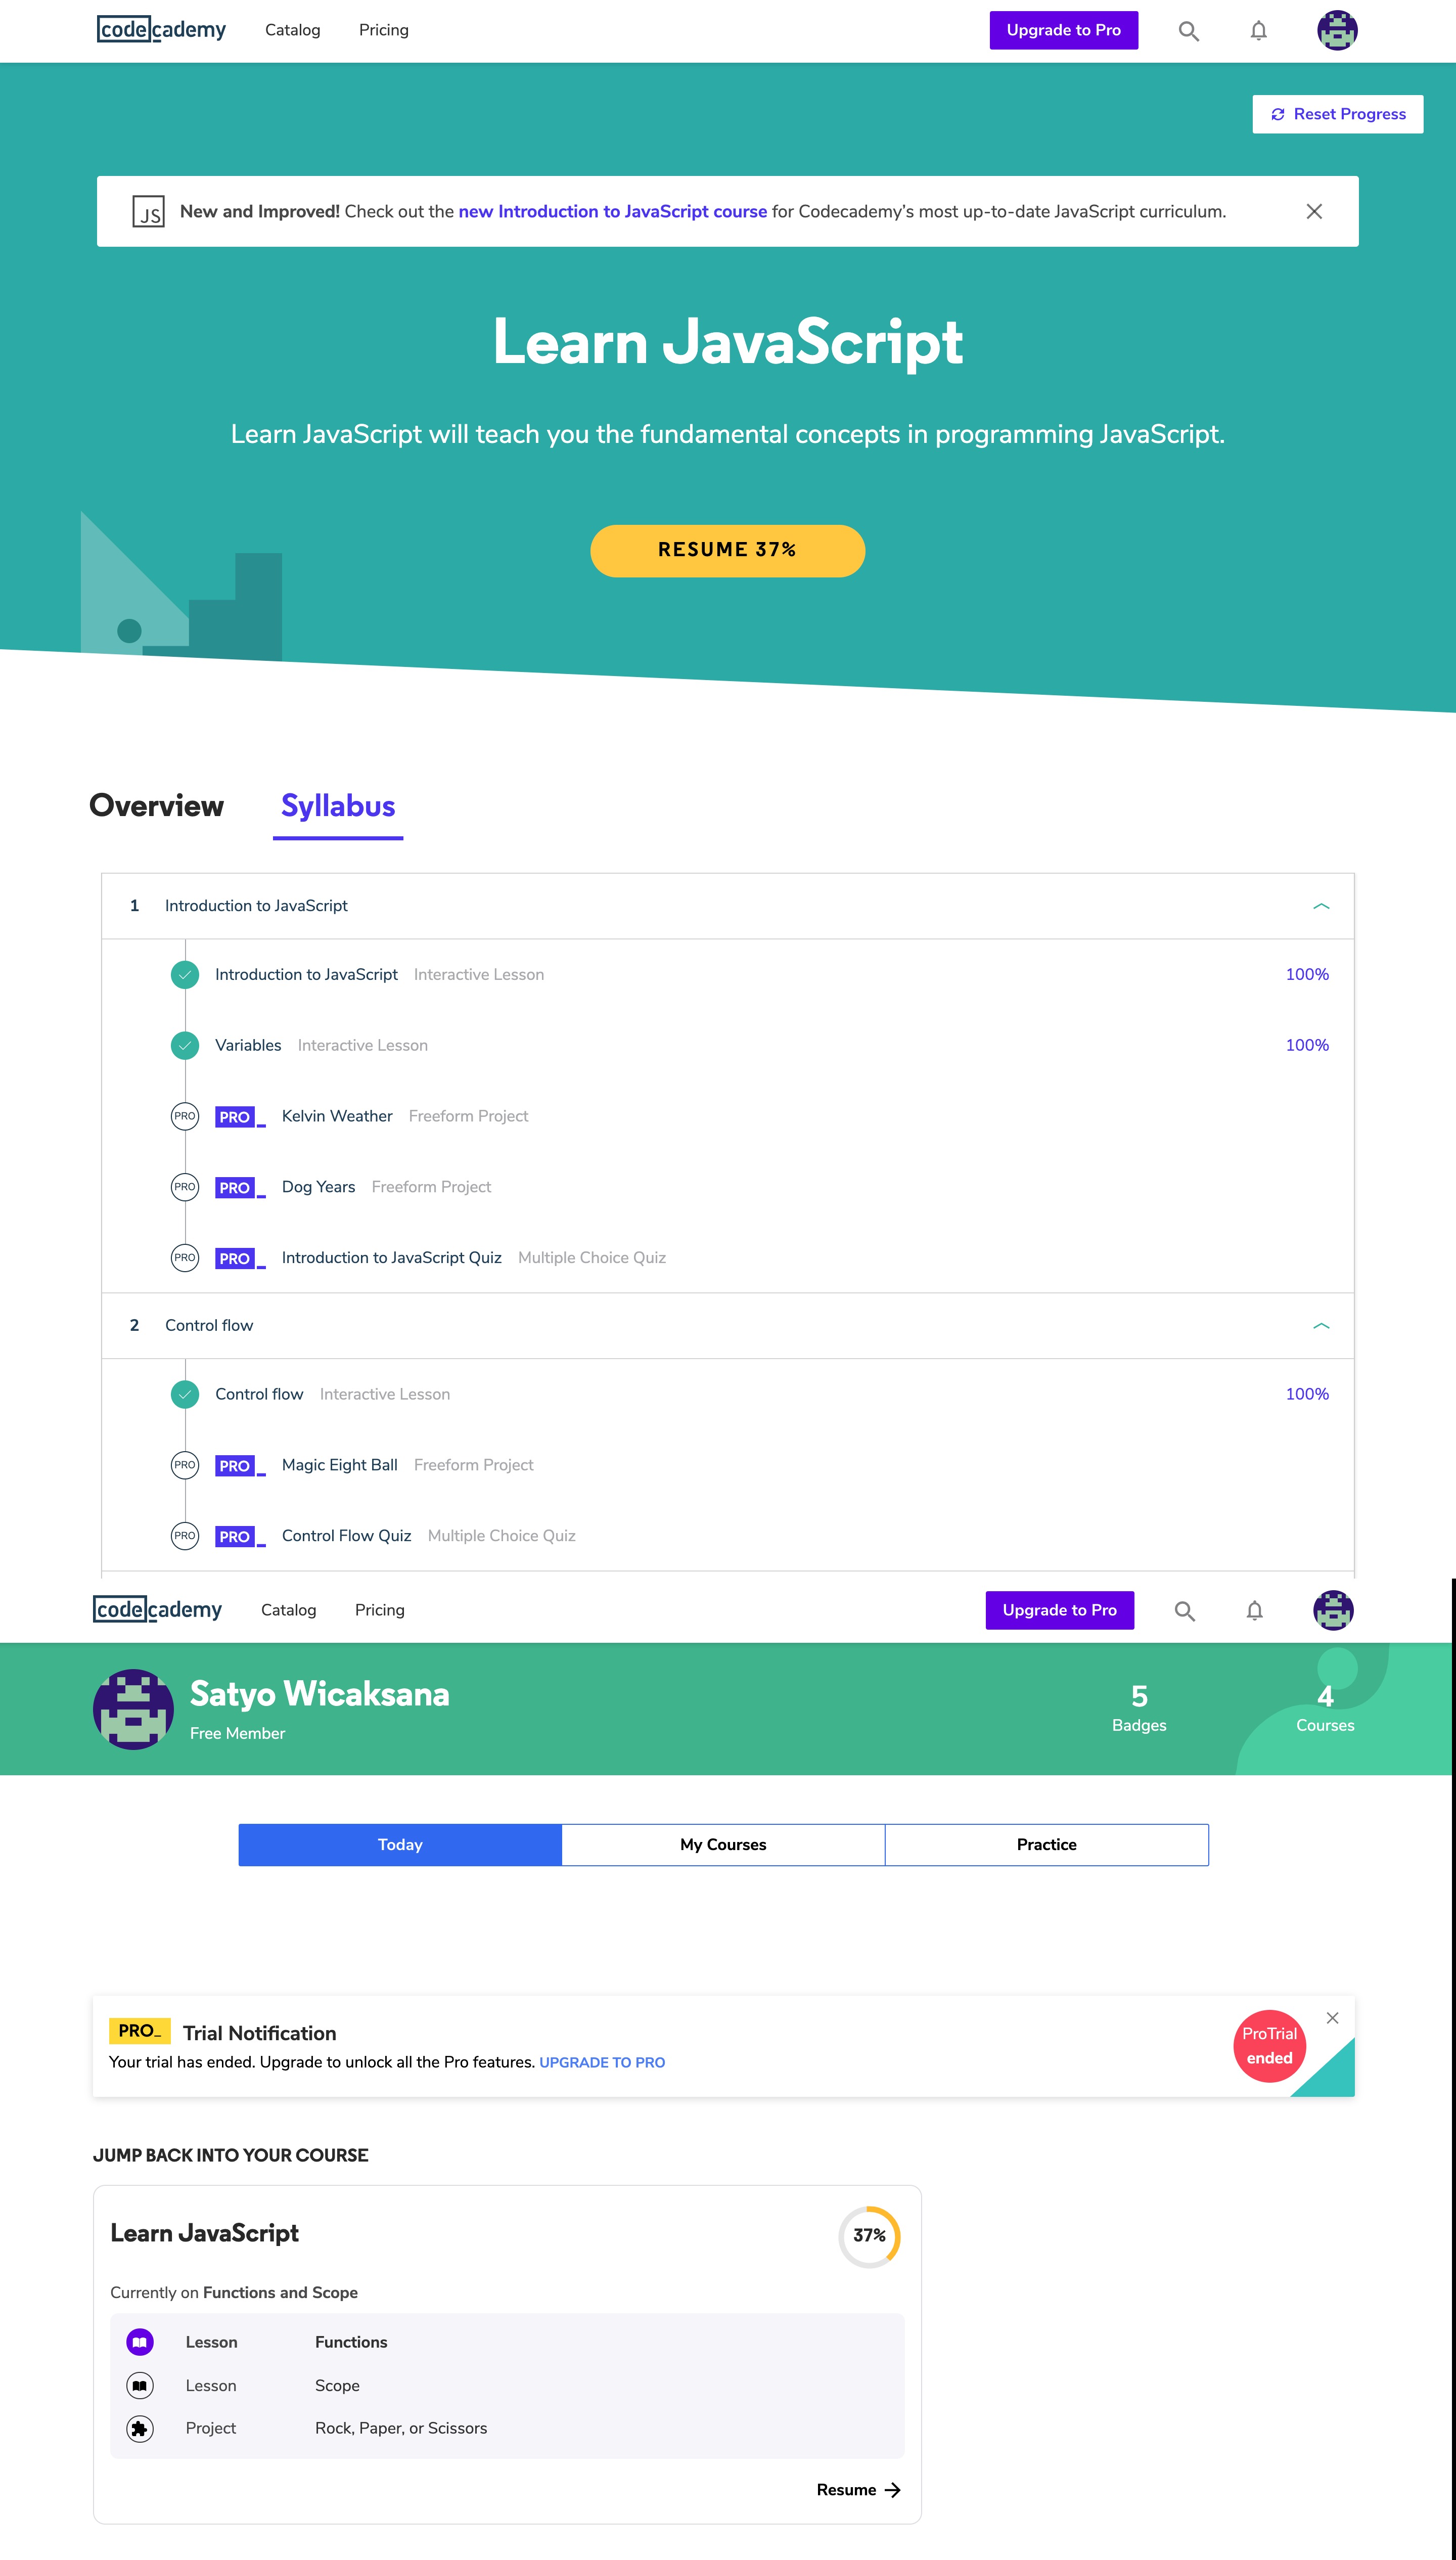 codecademy Catalog Pricing Upgrade to Pro
Reset Progress
JS New and Improved! Check out the new Introduction to JavaScript course for Codecademy's most up-to-date JavaScript curriculum.
Learn JavaScript
Learn JavaScript will teach you the fundamental concepts in programming JavaScript.
RESUME 37%
Overview Syllabus
1 Introduction to JavaScript
Introduction to JavaScript Interactive Lesson 100%
Variables Interactive Lesson 100%
PRO PRO_ Kelvin Weather Freeform Project
PRO PRO_ Dog Years Freeform Project
PRO PRO_ Introduction to JavaScript Quiz Multiple Choice Quiz
2 Control flow
Control flow Interactive Lesson 100%
PRO PRO_ Magic Eight Ball Freeform Project
PRO PRO_ Control Flow Quiz Multiple Choice Quiz
codecademy Catalog Pricing Upgrade to Pro
Satyo Wicaksana
Free Member
5
Badges
4
Courses
Today My Courses Practice
PRO_ Trial Notification
Your trial has ended. Upgrade to unlock all the Pro features. UPGRADE TO PRO
ProTrial
ended
JUMP BACK INTO YOUR COURSE
Learn JavaScript 37%
Currently on Functions and Scope
Lesson Functions
Lesson Scope
Project Rock, Paper, or Scissors
Resume